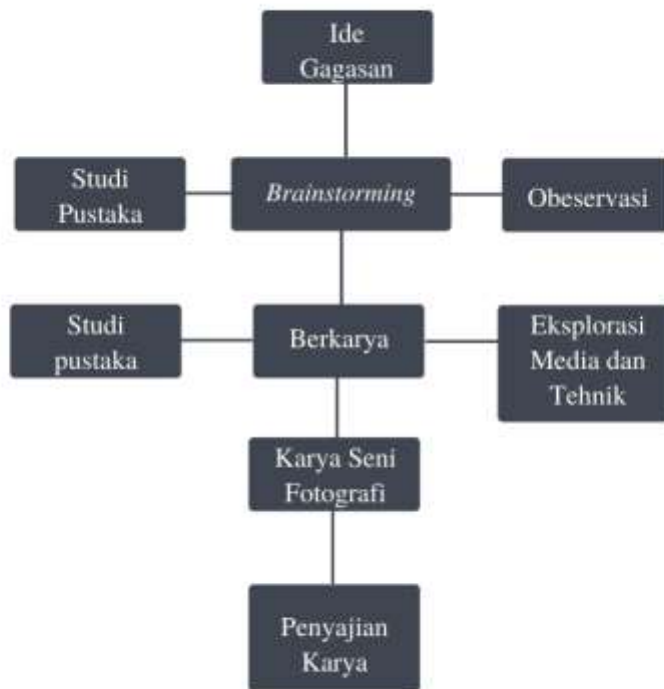 Ide
Gagasan
Studi
Pustaka
Brainstorming
Obeservasi
Studi
pustaka
Berkarya
Eksplorasi
Media dan
Tehnik
Karya Seni
Fotografi
Penyajian
Karya